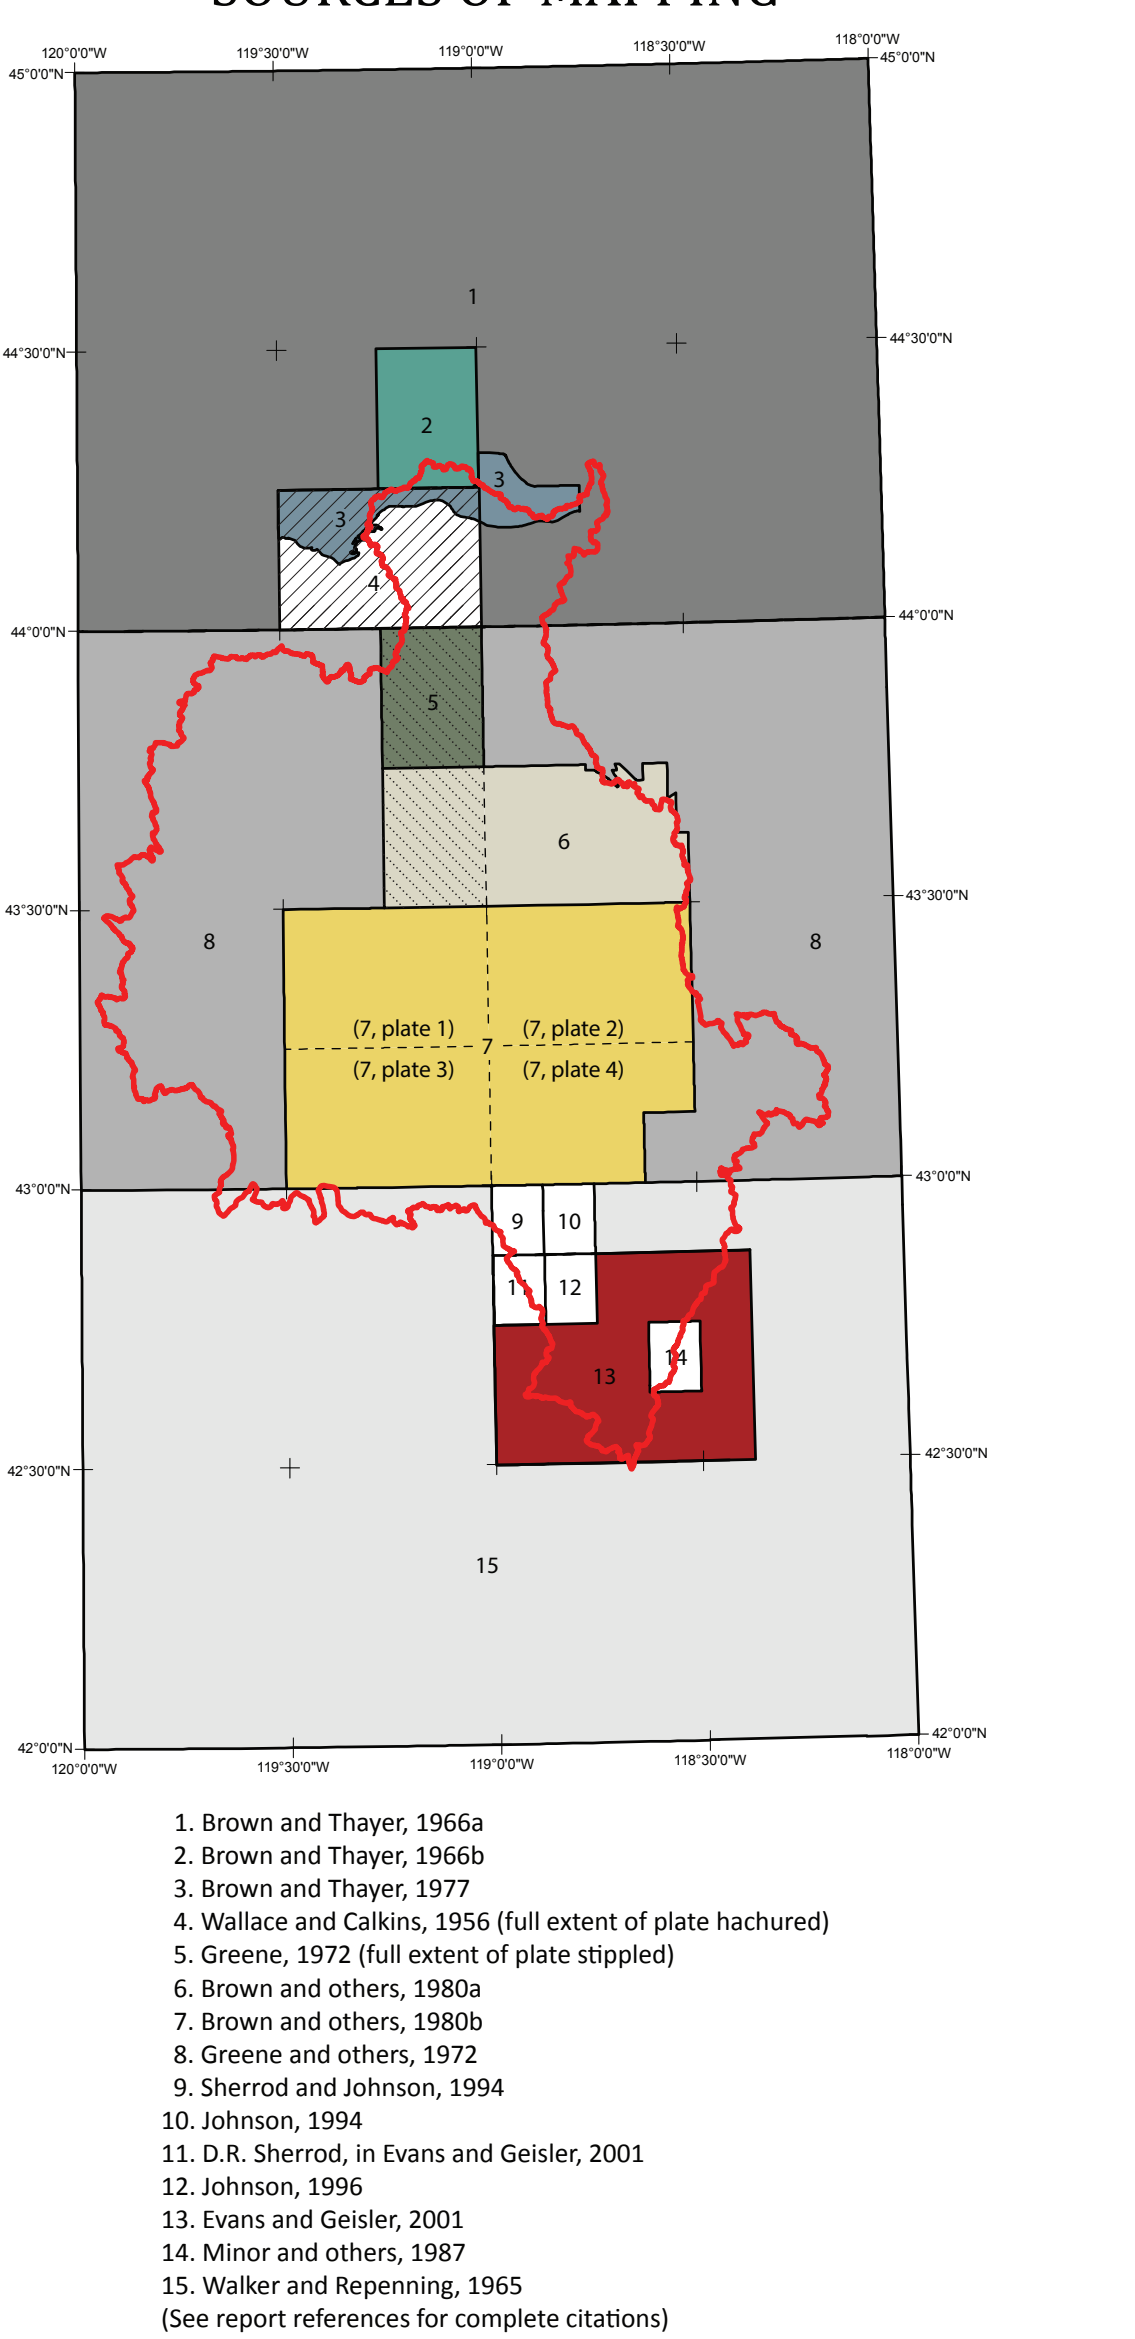 SOURCES OF MAPPING
120°0'0"W 119°30'0"W 119°0'0"W 118°30'0"W 118°0'0"W
45°0'0"N 45°0'0"N
1
44°30'0"N 44°30'0"N
2
3
3
4
44°0'0"N 44°0'0"N
5
6
43°30'0"N 43°30'0"N
8 8
(7, plate 1) (7, plate 2)
7
(7, plate 3) (7, plate 4)
43°0'0"N 43°0'0"N
9 10
11 12
14
13
42°30'0"N 42°30'0"N
15
42°0'0"N 42°0'0"N
120°0'0"W 119°30'0"W 119°0'0"W 118°30'0"W 118°0'0"W
1. Brown and Thayer, 1966a
2. Brown and Thayer, 1966b
3. Brown and Thayer, 1977
4. Wallace and Calkins, 1956 (full extent of plate hachured)
5. Greene, 1972 (full extent of plate stippled)
6. Brown and others, 1980a
7. Brown and others, 1980b
8. Greene and others, 1972
9. Sherrod and Johnson, 1994
10. Johnson, 1994
11. D.R. Sherrod, in Evans and Geisler, 2001
12. Johnson, 1996
13. Evans and Geisler, 2001
14. Minor and others, 1987
15. Walker and Repenning, 1965
(See report references for complete citations)